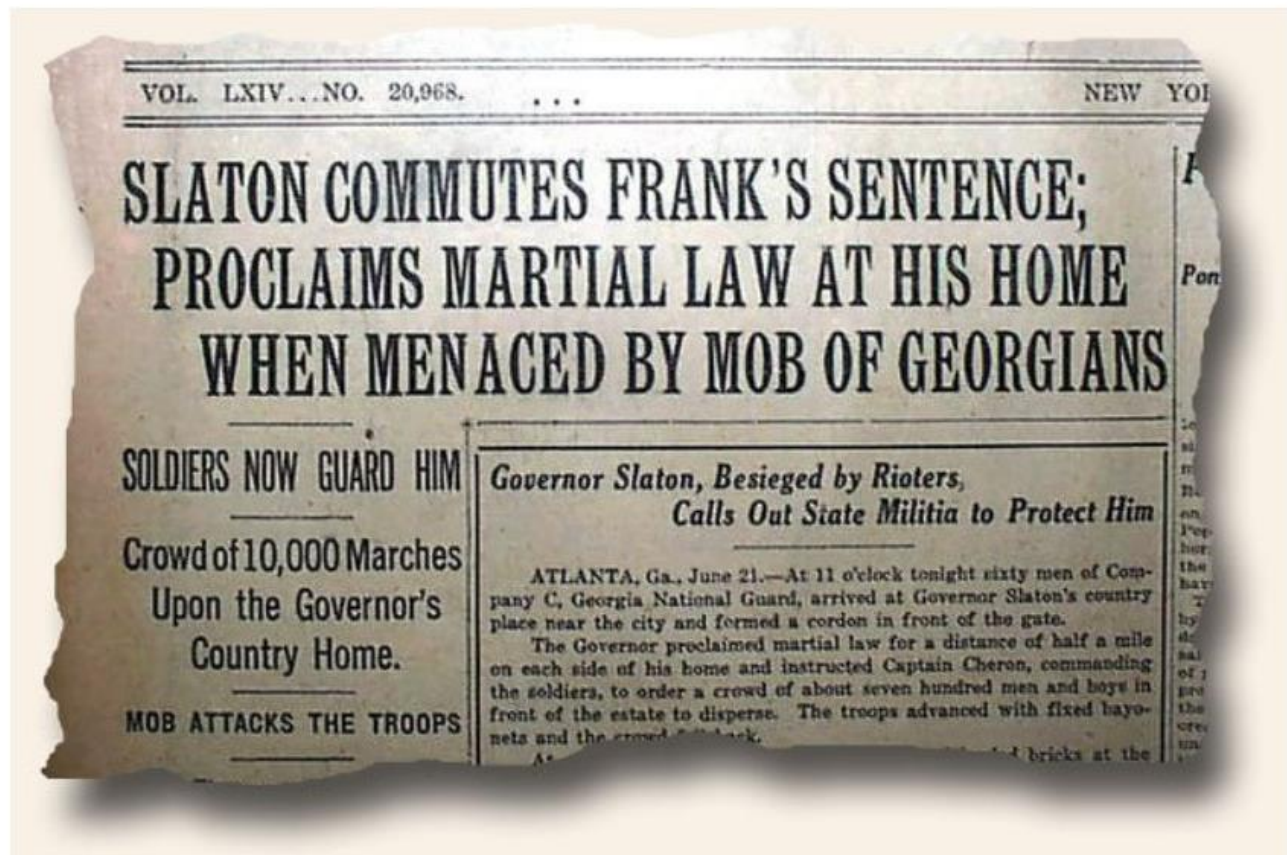 VOL. LXIV...NO. 20,968.
...
NEW
SLATON COMMUTES FRANK'S SENTENCE;
PROCLAIMS MARTIAL LAW AT HIS HOME
WHEN MENACED BY MOB OF GEORGIANS
SOLDIERS NOW GUARD HIM
Crowd of 10,000 Marches
Upon the Governor's
Country Home.
MOB ATTACKS THE TROOPS
Governor Slaton, Besieged by Rioters,
Calls Out State Militia to Protect Him
ATLANTA, Ga., June 21.—At 11 o'clock tonight sixty men of Com-
pany C, Georgia National Guard, arrived at Governor Slaton's country
place near the city and formed a cordon in front of the gate.
The Governor proclaimed martial law for a distance of half a mile
on each side of his home and instructed Captain Cheron, commanding
the soldiers, to order a crowd of about seven hundred men and boys in
front of the estate to disperse. The troops advanced with fixed bayo-
nets and the crowd
bricks at the